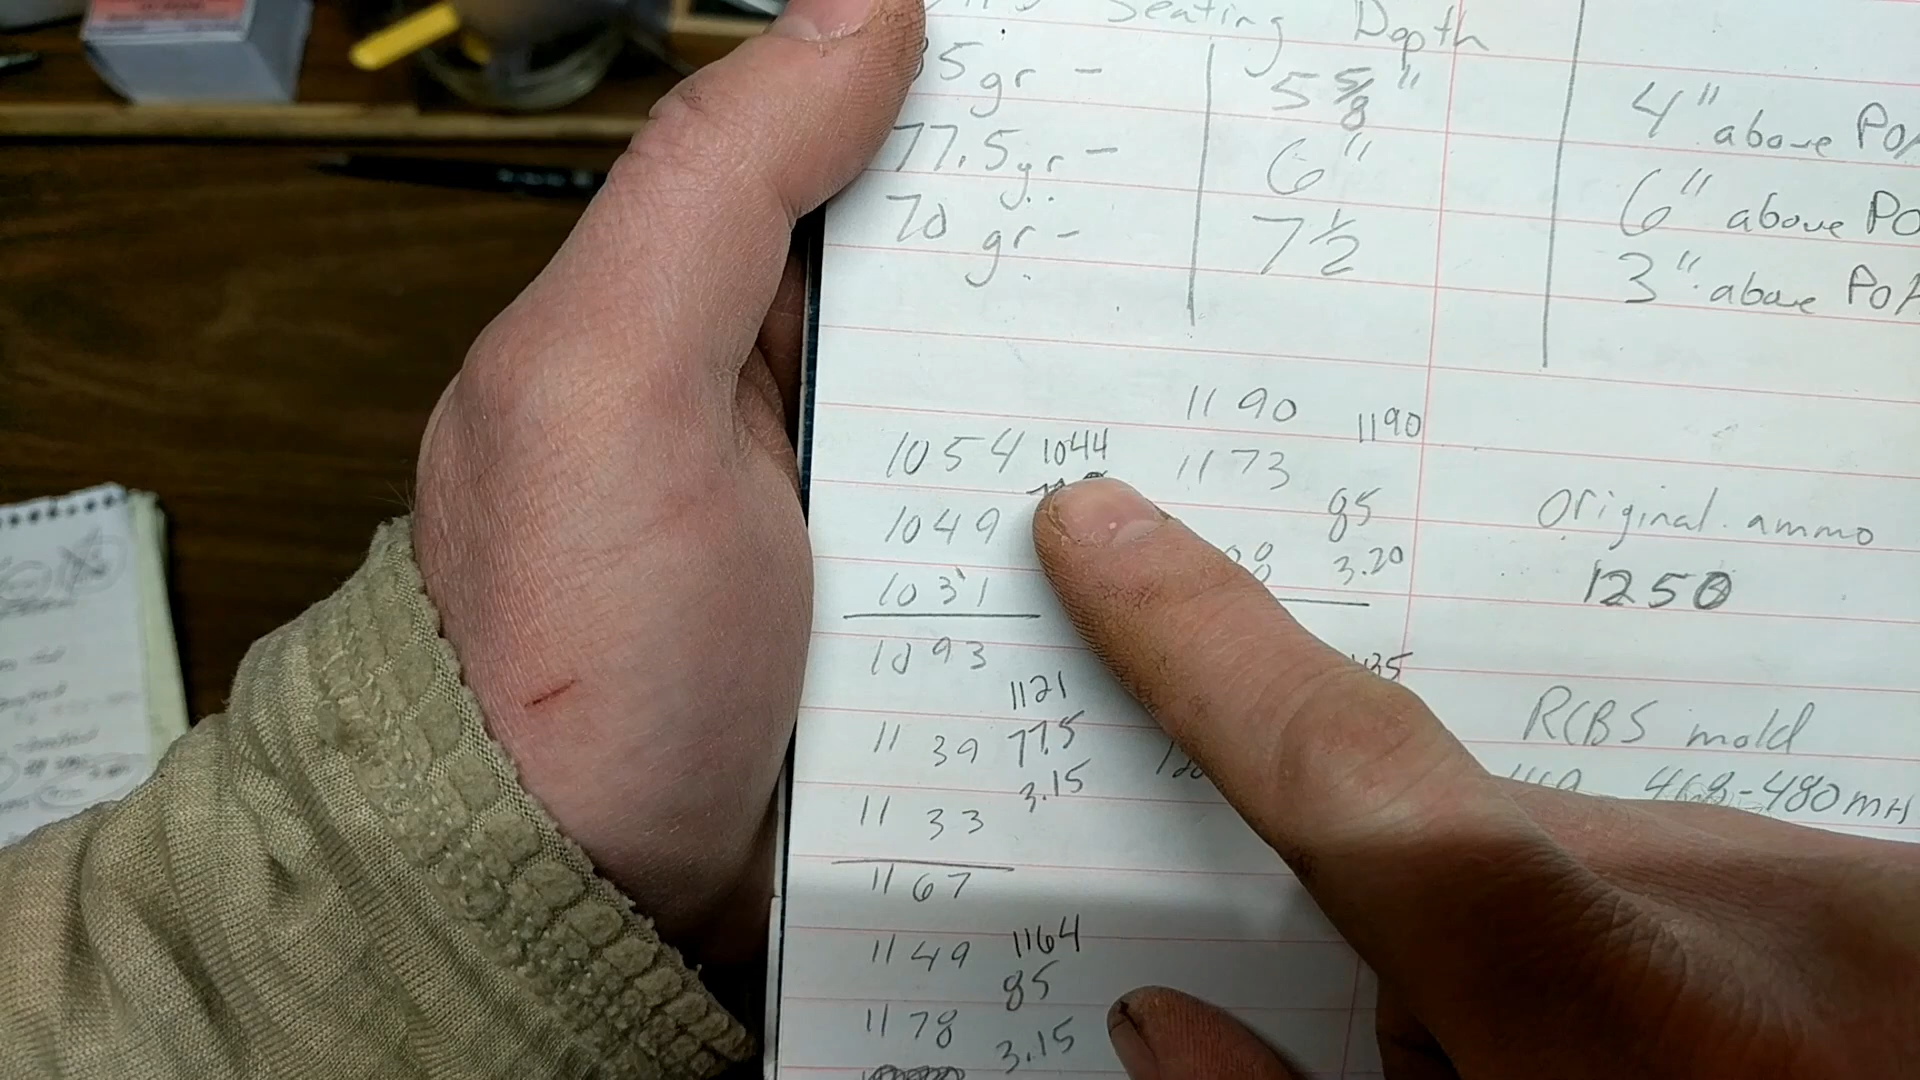 Seating Depth
5gr - 5 5/8" 4" above PO
77.5gr - 6" 6" above PO
70 gr - 7 1/2 3" above PO
1190 1190
1054 1044 1173
85
1049 Original ammo
3.20
1031 1250
1093
1121 RCBS mold
1139 77.5
3.15 468-480mH
1133
1167
1149 1164
85
1178 3.15